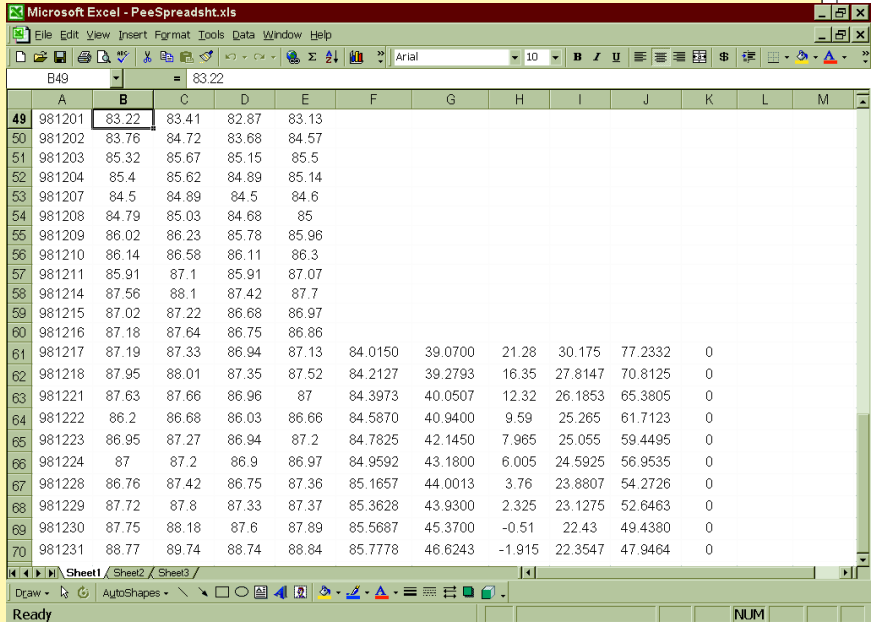 Microsoft Excel - PeeSpreadsht.xls
File Edit View Insert Format Tools Data Window Help
Arial 10 B I U $
B49 = 83.22
A B C D E F G H I J K L M
49 981201 83.22 83.41 82.87 83.13
50 981202 83.76 84.72 83.68 84.57
51 981203 85.32 85.67 85.15 85.5
52 981204 85.4 85.62 84.89 85.14
53 981207 84.5 84.89 84.5 84.6
54 981208 84.79 85.03 84.68 85
55 981209 86.02 86.23 85.78 85.96
56 981210 86.14 86.58 86.11 86.3
57 981211 85.91 87.1 85.91 87.07
58 981214 87.56 88.1 87.42 87.7
59 981215 87.02 87.22 86.68 86.97
60 981216 87.18 87.64 86.75 86.86
61 981217 87.19 87.33 86.94 87.13 84.0150 39.0700 21.28 30.175 77.2332 0
62 981218 87.95 88.01 87.35 87.52 84.2127 39.2793 16.35 27.8147 70.8125 0
63 981221 87.63 87.66 86.96 87 84.3973 40.0507 12.32 26.1853 65.3805 0
64 981222 86.2 86.68 86.03 86.66 84.5870 40.9400 9.59 25.265 61.7123 0
65 981223 86.95 87.27 86.94 87.2 84.7825 42.1450 7.965 25.055 59.4495 0
66 981224 87 87.2 86.9 86.97 84.9592 43.1800 6.005 24.5925 56.9535 0
67 981228 86.76 87.42 86.75 87.36 85.1657 44.0013 3.76 23.8807 54.2726 0
68 981229 87.72 87.8 87.33 87.37 85.3628 43.9300 2.325 23.1275 52.6463 0
69 981230 87.75 88.18 87.6 87.89 85.5687 45.3700 -0.51 22.43 49.4380 0
70 981231 88.77 89.74 88.74 88.84 85.7778 46.6243 -1.915 22.3547 47.9464 0
Sheet1 / Sheet2 / Sheet3 /
Draw AutoShapes
Ready NUM